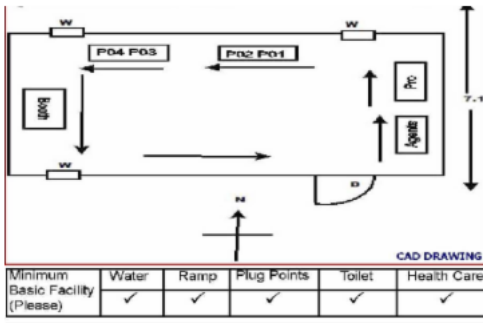 W
W
P04 P03
P02 P01
Pro
Booth
Agents
7.1
W
D
N
CAD DRAWING
Minimum Basic Facility (Please)
Water
Ramp
Plug Points
Toilet
Health Care
✓ ✓ ✓ ✓ ✓